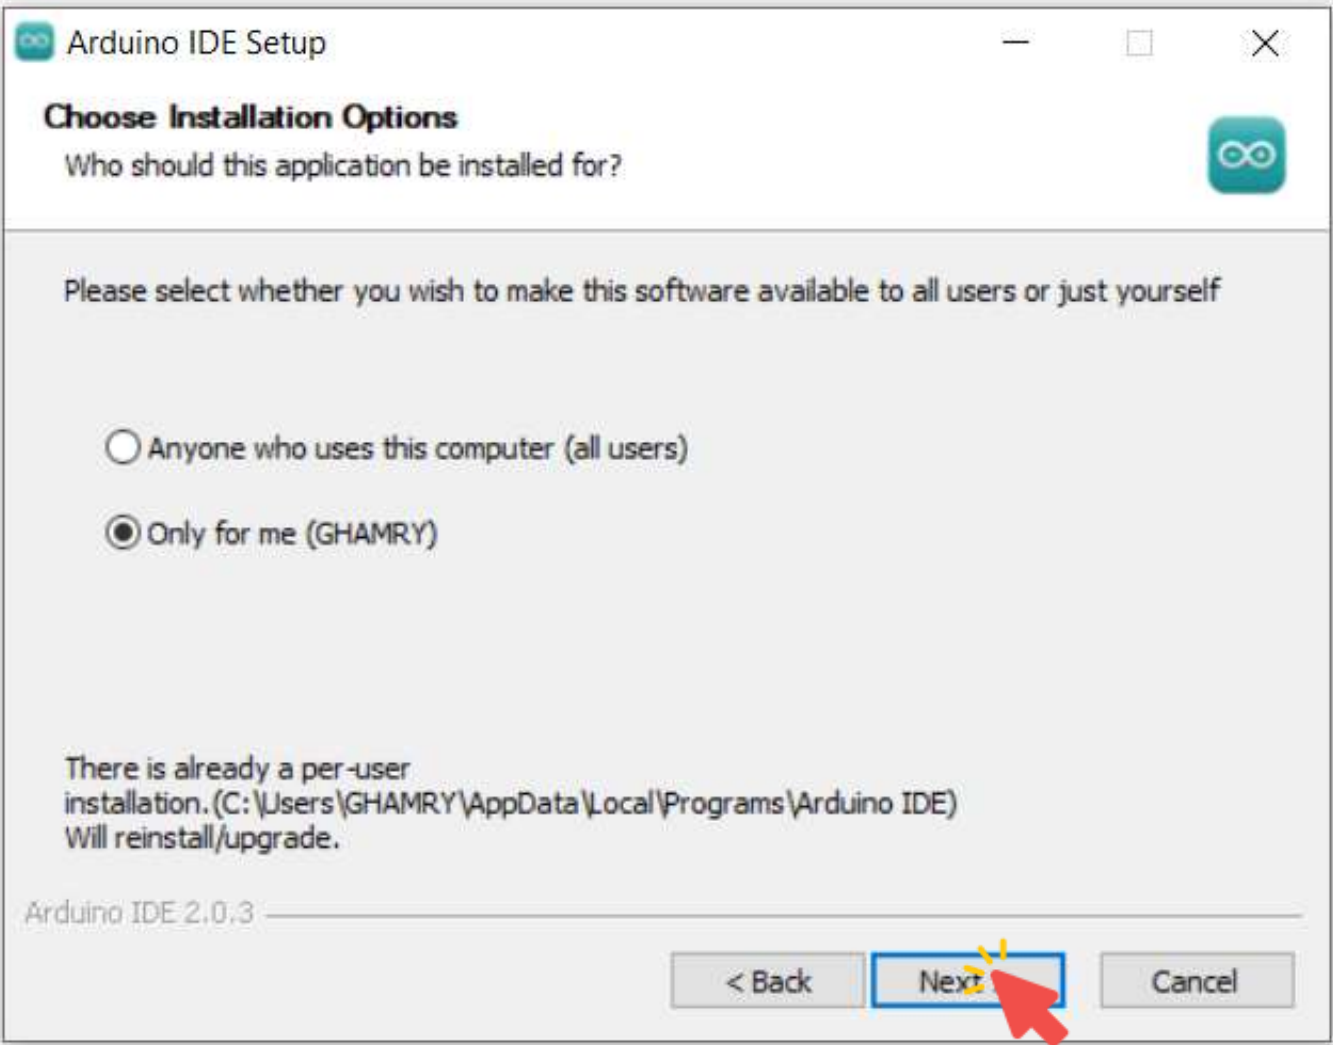 Arduino IDE Setup
Choose Installation Options
Who should this application be installed for?
Please select whether you wish to make this software available to all users or just yourself
Anyone who uses this computer (all users)
Only for me (GHAMRY)
There is already a per-user
installation.(C:\Users\GHAMRY\AppData\Local\Programs\Arduino IDE)
Will reinstall/upgrade.
Arduino IDE 2.0.3
< Back
Next
Cancel